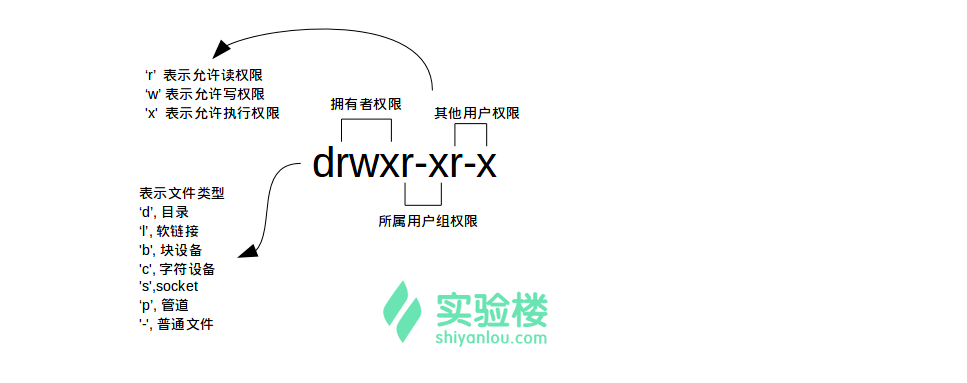 ‘r’ 表示允许读权限
‘w’ 表示允许写权限
'x' 表示允许执行权限
拥有者权限
其他用户权限
drwxr-xr-x
所属用户组权限
表示文件类型
‘d’, 目录
‘l’, 软链接
'b', 块设备
'c', 字符设备
's',socket
‘p’, 管道
'-', 普通文件
实验楼
shiyanlou.com